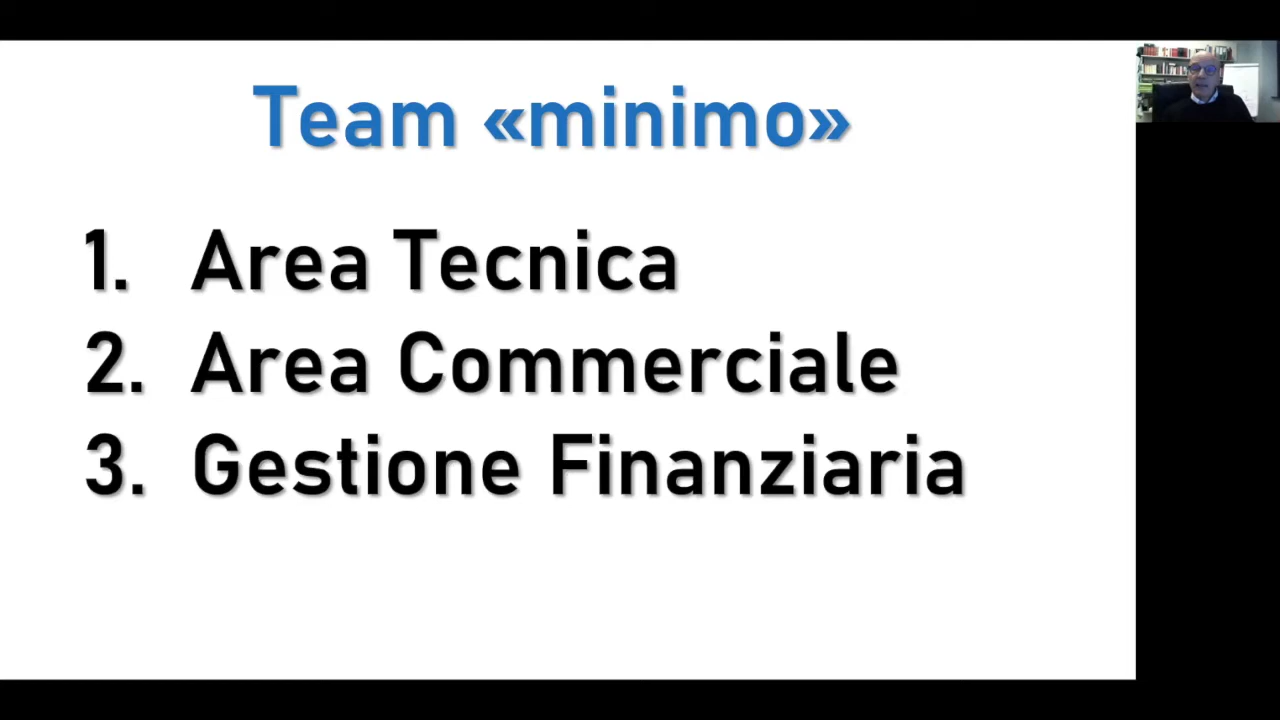 Team «minimo»
1. Area Tecnica
2. Area Commerciale
3. Gestione Finanziaria